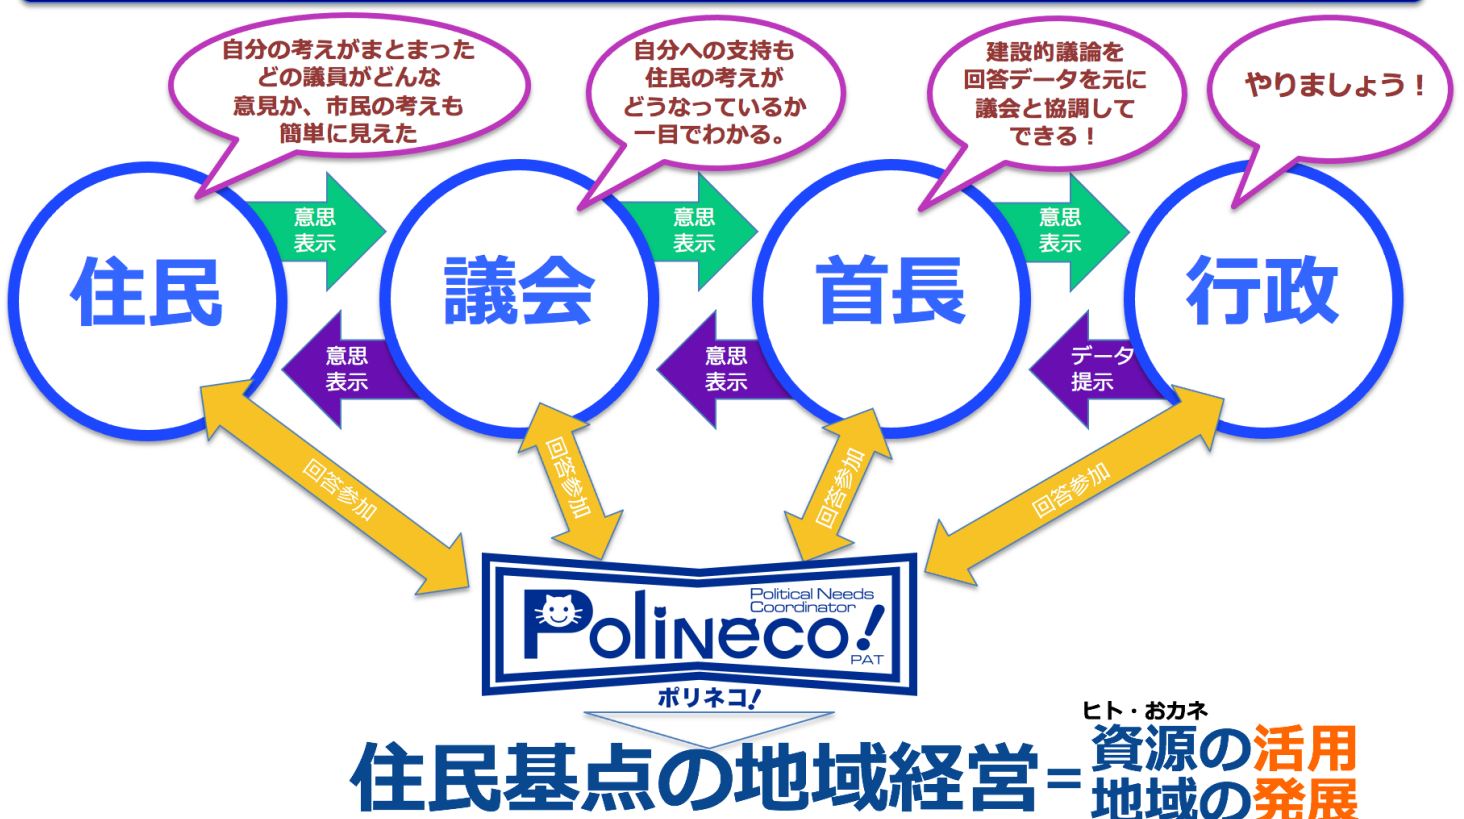 自分の考えがまとまった
どの議員がどんな
意見か、市民の考えも
簡単に見えた
自分への支持も
住民の考えが
どうなっているか
一目でわかる。
建設的議論を
回答データを元に
議会と協調して
できる！
やりましょう！
意思
表示
意思
表示
意思
表示
住民
議会
首長
行政
意思
表示
意思
表示
データ
提示
回答参加
回答参加
回答参加
回答参加
Political Needs
Coordinator
PoliNeco!
PAT
ポリネコ!
ヒト・おカネ
住民基点の地域経営=
資源の活用
地域の発展